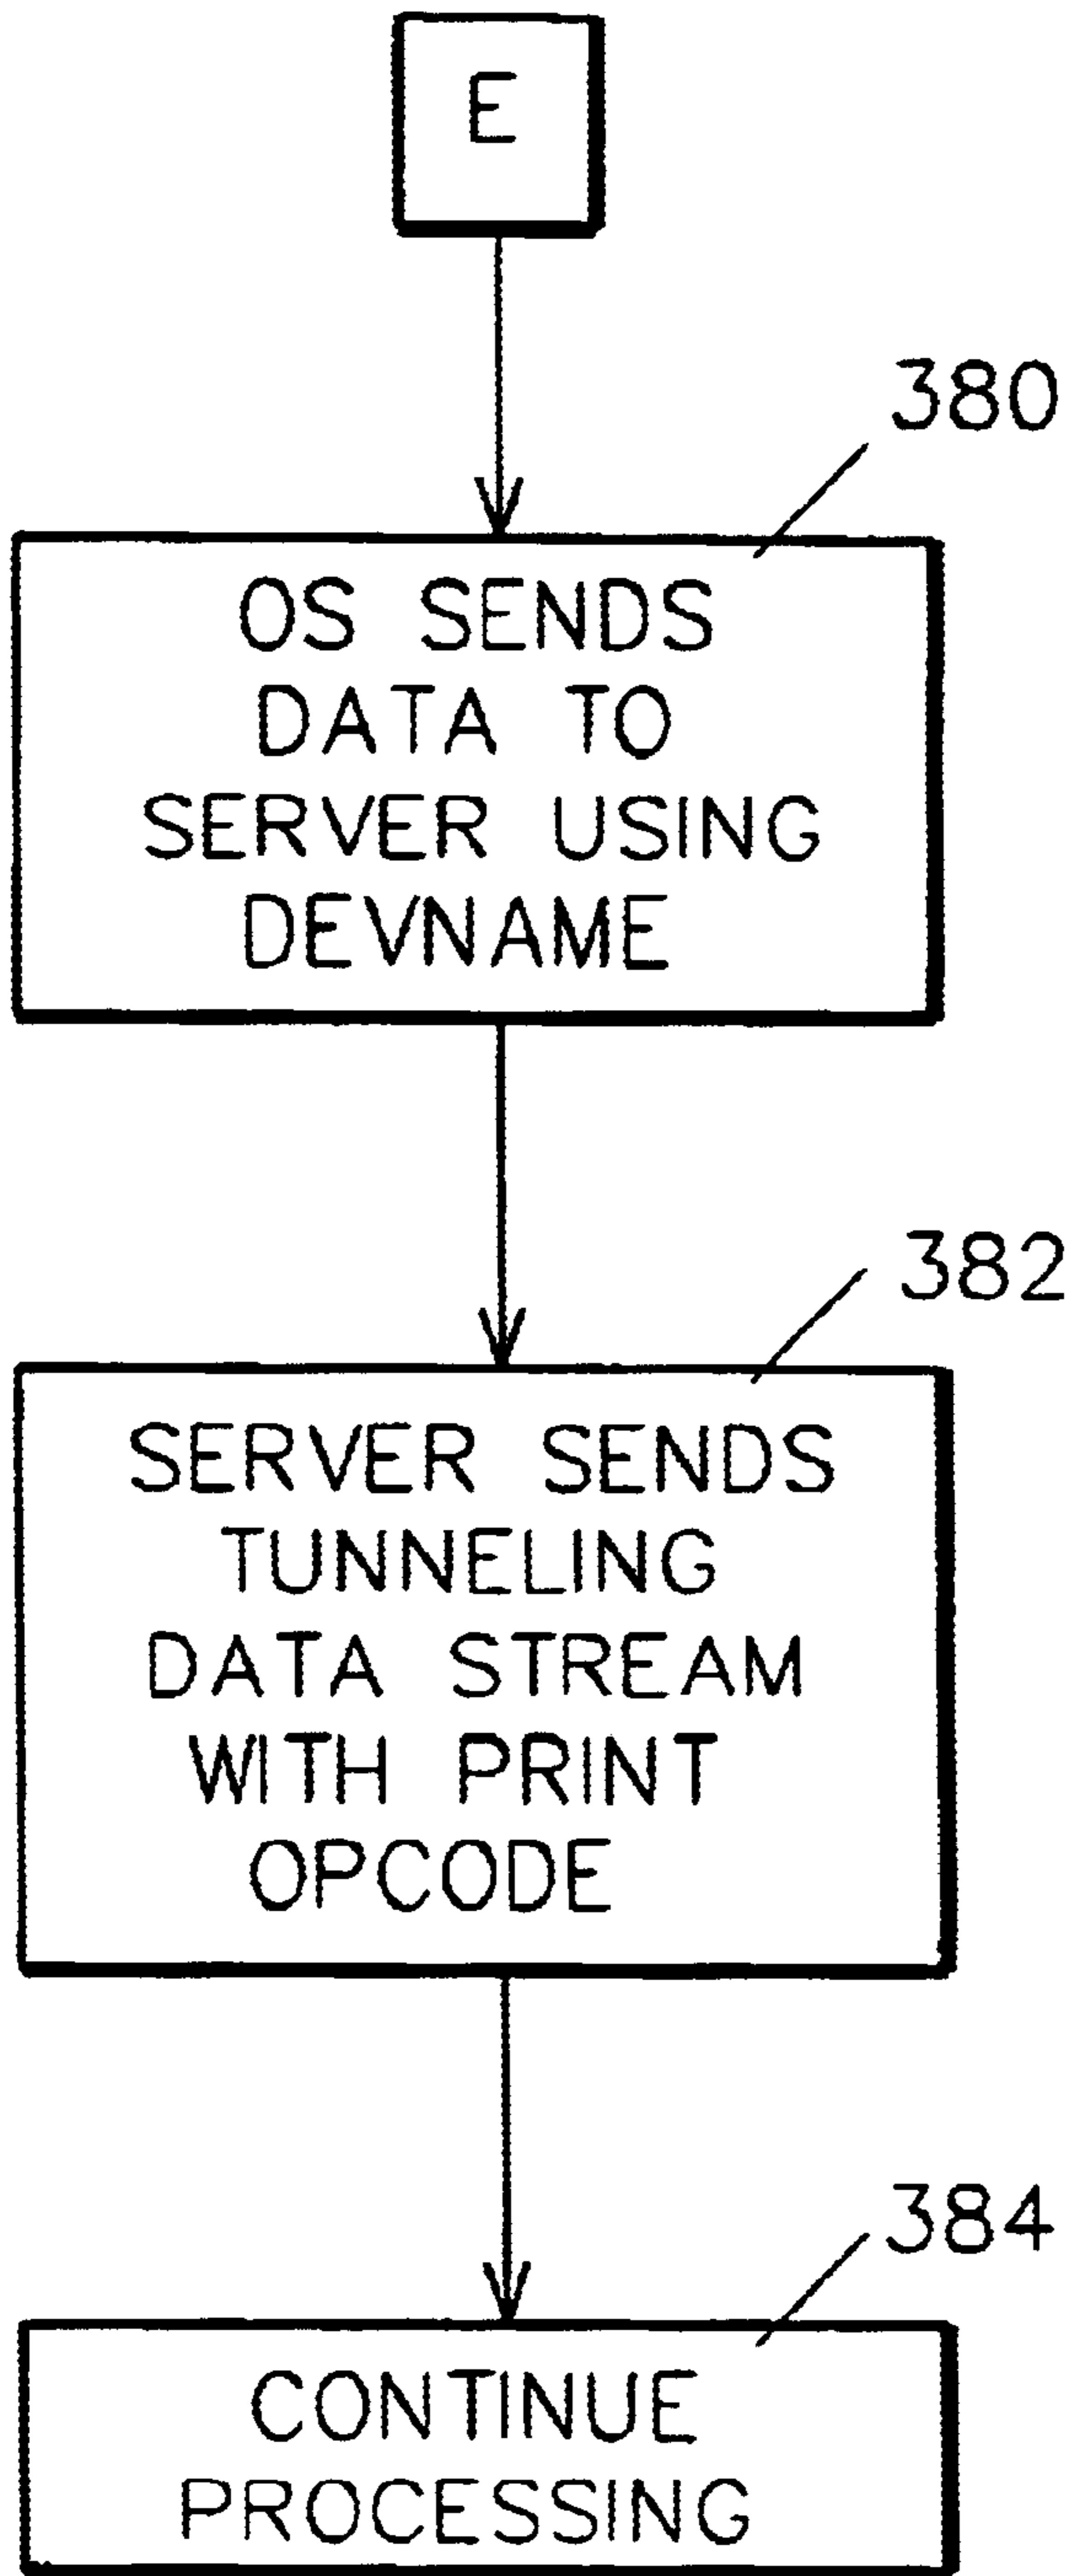 E
380
OS SENDS
DATA TO
SERVER USING
DEVNAME
382
SERVER SENDS
TUNNELING
DATA STREAM
WITH PRINT
OPCODE
384
CONTINUE
PROCESSING